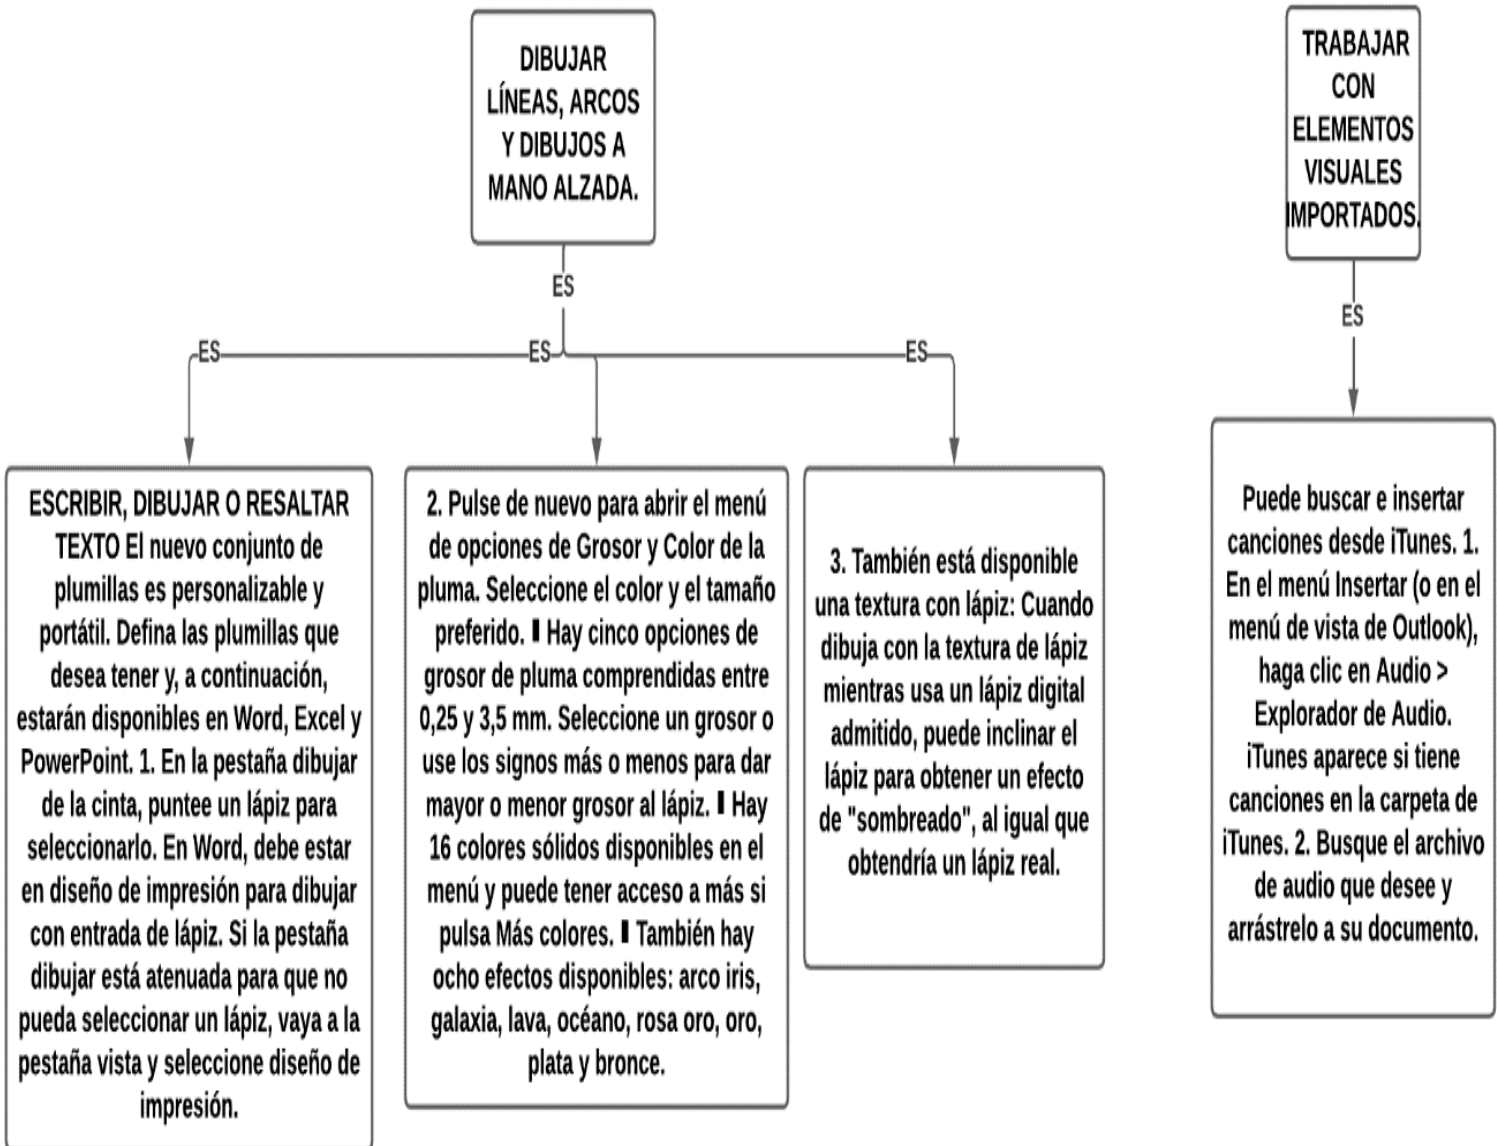 DIBUJAR
LÍNEAS, ARCOS
Y DIBUJOS A
MANO ALZADA.
TRABAJAR
CON
ELEMENTOS
VISUALES
IMPORTADOS.
ES
ES
ES
ES
ES
ESCRIBIR, DIBUJAR O RESALTAR
TEXTO El nuevo conjunto de
plumillas es personalizable y
portátil. Defina las plumillas que
desea tener y, a continuación,
estarán disponibles en Word, Excel y
PowerPoint. 1. En la pestaña dibujar
de la cinta, puntee un lápiz para
seleccionarlo. En Word, debe estar
en diseño de impresión para dibujar
con entrada de lápiz. Si la pestaña
dibujar está atenuada para que no
pueda seleccionar un lápiz, vaya a la
pestaña vista y seleccione diseño de
impresión.
2. Pulse de nuevo para abrir el menú
de opciones de Grosor y Color de la
pluma. Seleccione el color y el tamaño
preferido. ▮ Hay cinco opciones de
grosor de pluma comprendidas entre
0,25 y 3,5 mm. Seleccione un grosor o
use los signos más o menos para dar
mayor o menor grosor al lápiz. ▮ Hay
16 colores sólidos disponibles en el
menú y puede tener acceso a más si
pulsa Más colores. ▮ También hay
ocho efectos disponibles: arco iris,
galaxia, lava, océano, rosa oro, oro,
plata y bronce.
3. También está disponible
una textura con lápiz: Cuando
dibuja con la textura de lápiz
mientras usa un lápiz digital
admitido, puede inclinar el
lápiz para obtener un efecto
de "sombreado", al igual que
obtendría un lápiz real.
Puede buscar e insertar
canciones desde iTunes. 1.
En el menú Insertar (o en el
menú de vista de Outlook),
haga clic en Audio >
Explorador de Audio.
iTunes aparece si tiene
canciones en la carpeta de
iTunes. 2. Busque el archivo
de audio que desee y
arrástrelo a su documento.